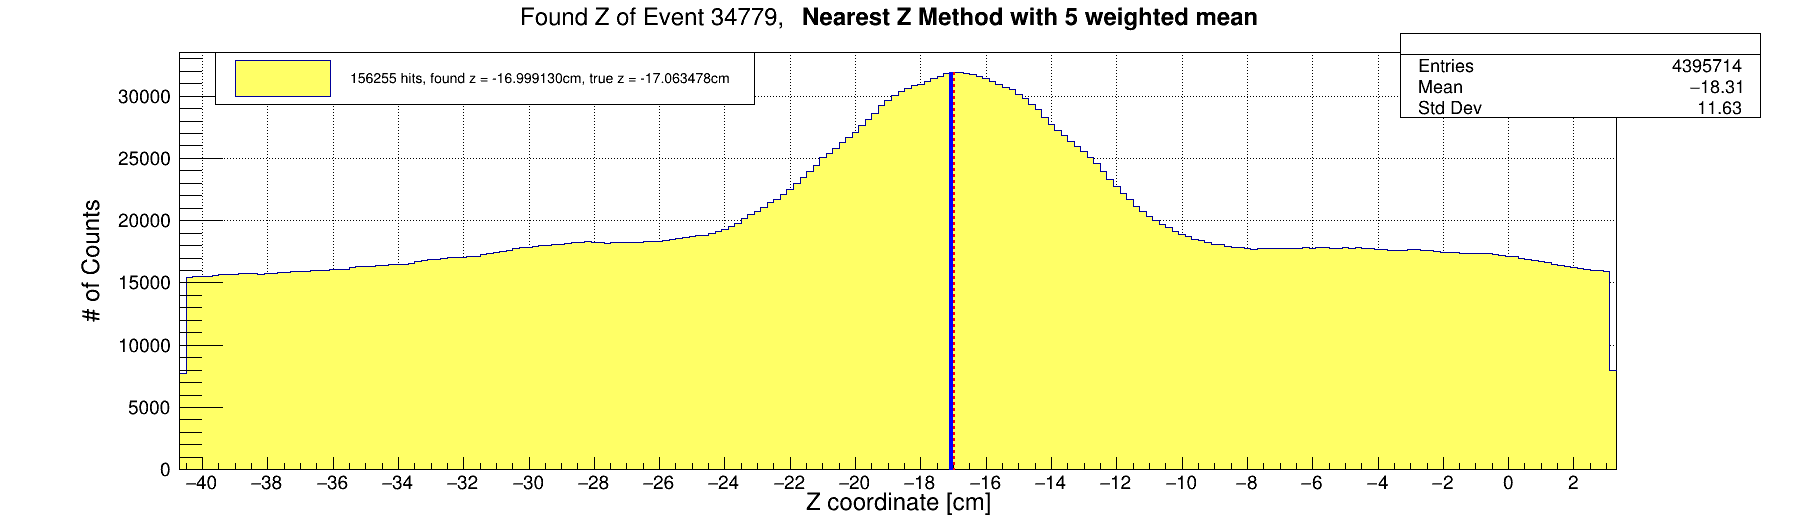 Found Z of Event 34779, Nearest Z Method with 5 weighted mean
156255 hits, found z = -16.999130cm, true z = -17.063478cm
Entries 4395714
Mean −18.31
Std Dev 11.63
30000
25000
20000
15000
10000
5000
0
# of Counts
−40 −38 −36 −34 −32 −30 −28 −26 −24 −22 −20 −18 −16 −14 −12 −10 −8 −6 −4 −2 0 2
Z coordinate [cm]